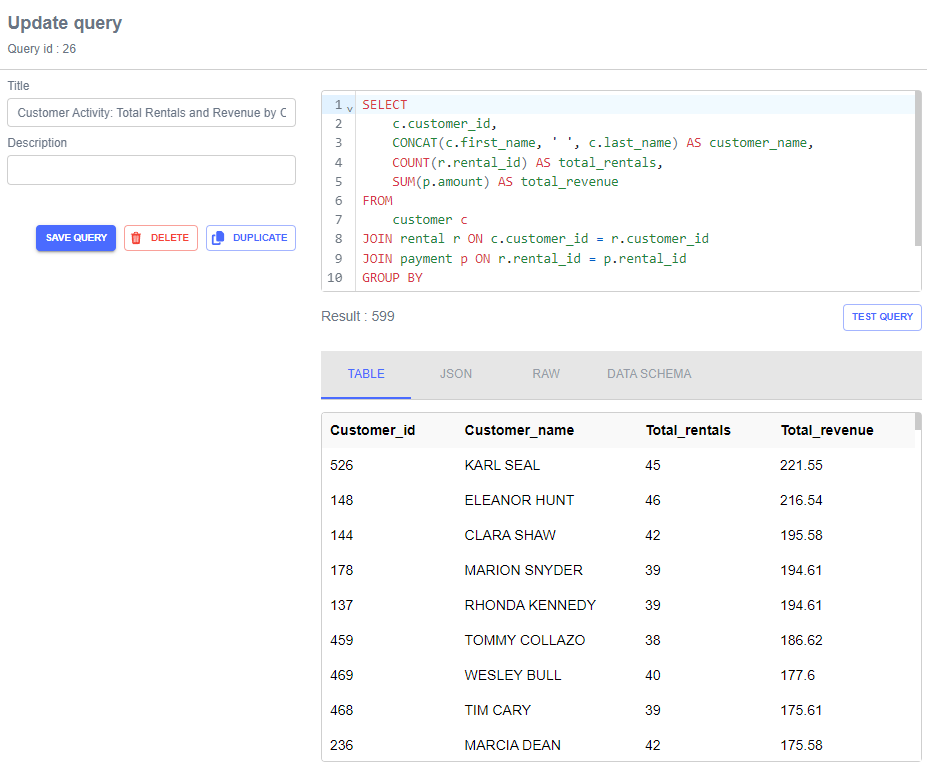 Update query
Query id : 26
Title
Customer Activity: Total Rentals and Revenue by C
Description
SAVE QUERY
DELETE
DUPLICATE
1 SELECT
2 c.customer_id,
3 CONCAT(c.first_name, ' ', c.last_name) AS customer_name,
4 COUNT(r.rental_id) AS total_rentals,
5 SUM(p.amount) AS total_revenue
6 FROM
7 customer c
8 JOIN rental r ON c.customer_id = r.customer_id
9 JOIN payment p ON r.rental_id = p.rental_id
10 GROUP BY
Result : 599
TEST QUERY
TABLE JSON RAW DATA SCHEMA
Customer_id Customer_name Total_rentals Total_revenue
526 KARL SEAL 45 221.55
148 ELEANOR HUNT 46 216.54
144 CLARA SHAW 42 195.58
178 MARION SNYDER 39 194.61
137 RHONDA KENNEDY 39 194.61
459 TOMMY COLLAZO 38 186.62
469 WESLEY BULL 40 177.6
468 TIM CARY 39 175.61
236 MARCIA DEAN 42 175.58